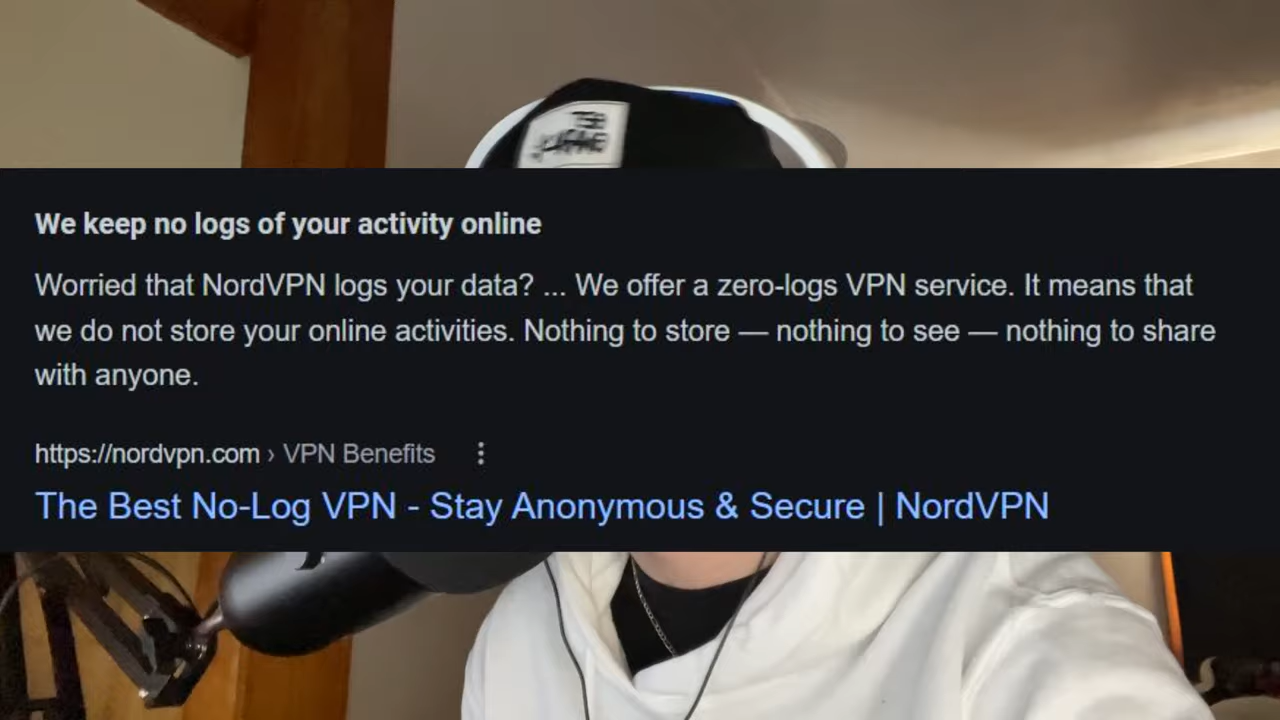 We keep no logs of your activity online
Worried that NordVPN logs your data? ... We offer a zero-logs VPN service. It means that
we do not store your online activities. Nothing to store — nothing to see — nothing to share
with anyone.
https://nordvpn.com › VPN Benefits
The Best No-Log VPN - Stay Anonymous & Secure | NordVPN